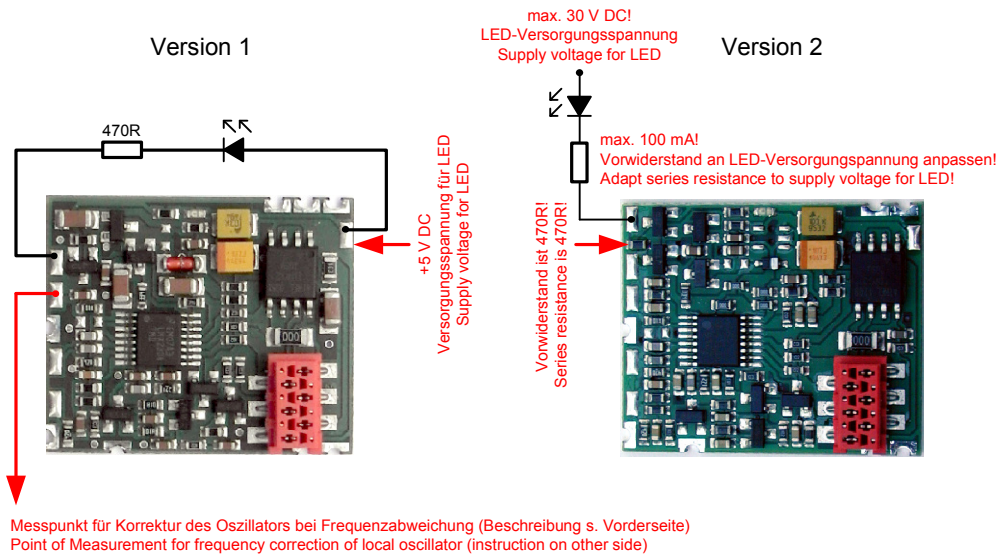 max. 30 V DC!
LED-Versorgungsspannung
Supply voltage for LED
Version 1
Version 2
470R
max. 100 mA!
Vorwiderstand an LED-Versorgungpannung anpassen!
Adapt series resistance to supply voltage for LED!
+5 V DC
Versorgungsspannung für LED
Supply voltage for LED
Vorwiderstand ist 470R!
Series resistance is 470R!
000
000
Messpunkt für Korrektur des Oszillators bei Frequenzabweichung (Beschreibung s. Vorderseite)
Point of Measurement for frequency correction of local oscillator (instruction on other side)